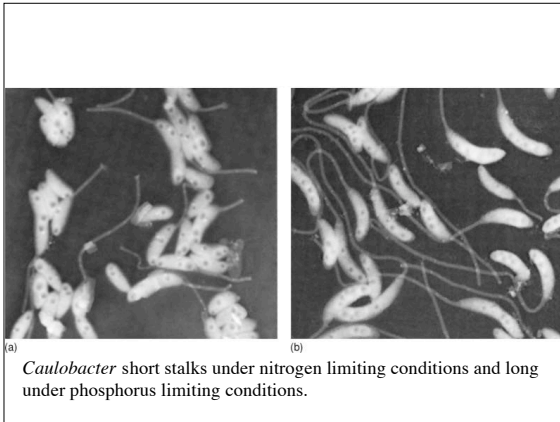 (a)
(b)
Caulobacter short stalks under nitrogen limiting conditions and long
under phosphorus limiting conditions.